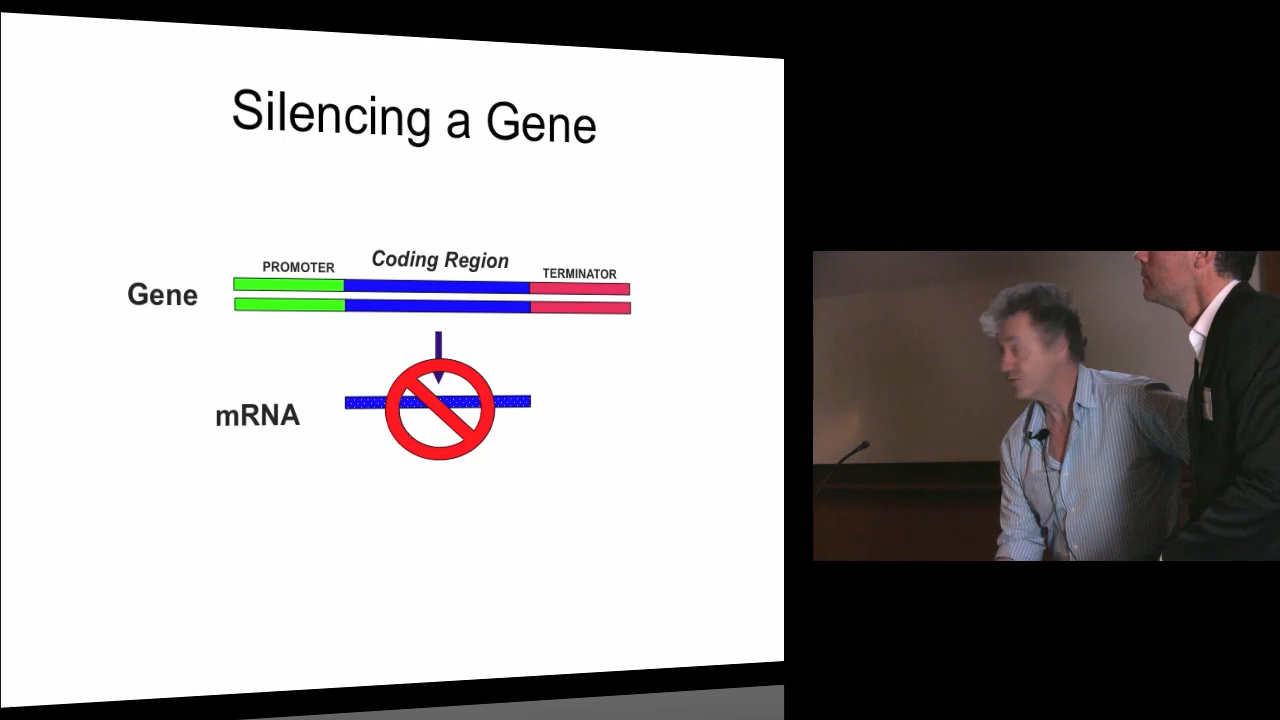 Silencing a Gene
PROMOTER
Coding Region
TERMINATOR
Gene
mRNA